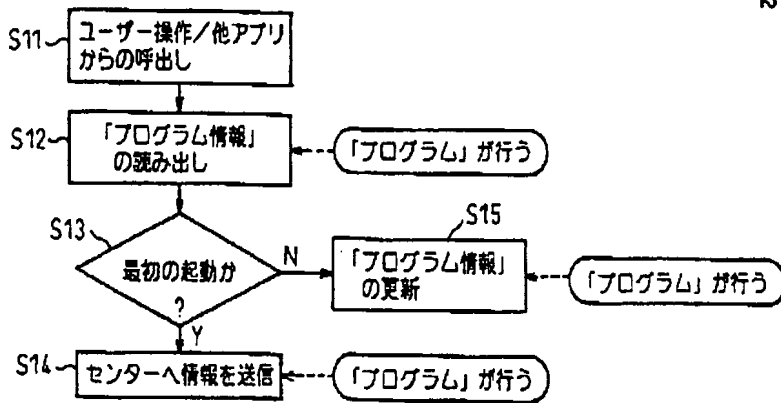 2
S11
ユーザー操作/他アプリ
からの呼出し
S12
「プログラム情報」
の読み出し
「プログラム」が行う
S13
最初の起動か
?
N
Y
S15
「プログラム情報」
の更新
「プログラム」が行う
S14
センターへ情報を送信
「プログラム」が行う